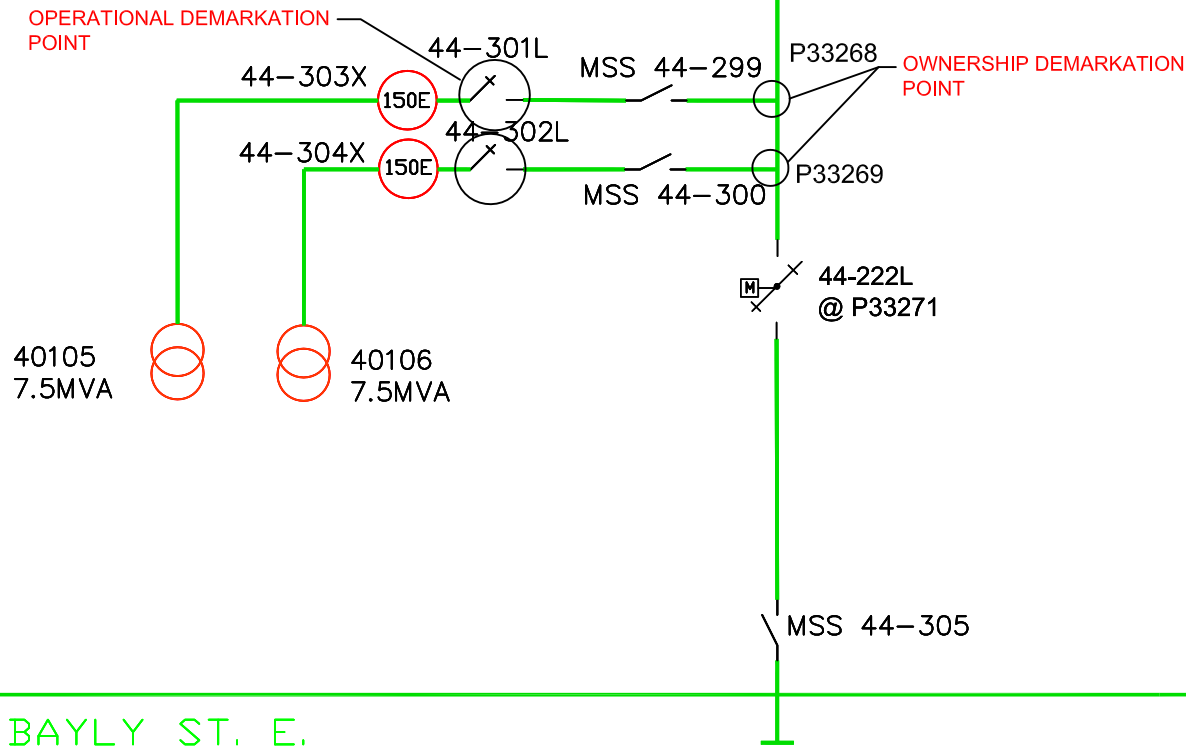 OPERATIONAL DEMARKATION
POINT
44-301L
P33268
44-303X
MSS 44-299
OWNERSHIP DEMARKATION
POINT
150E
44-302L
44-304X
150E
P33269
MSS 44-300
44-222L
@ P33271
M
40105
7.5MVA
40106
7.5MVA
MSS 44-305
BAYLY ST. E.